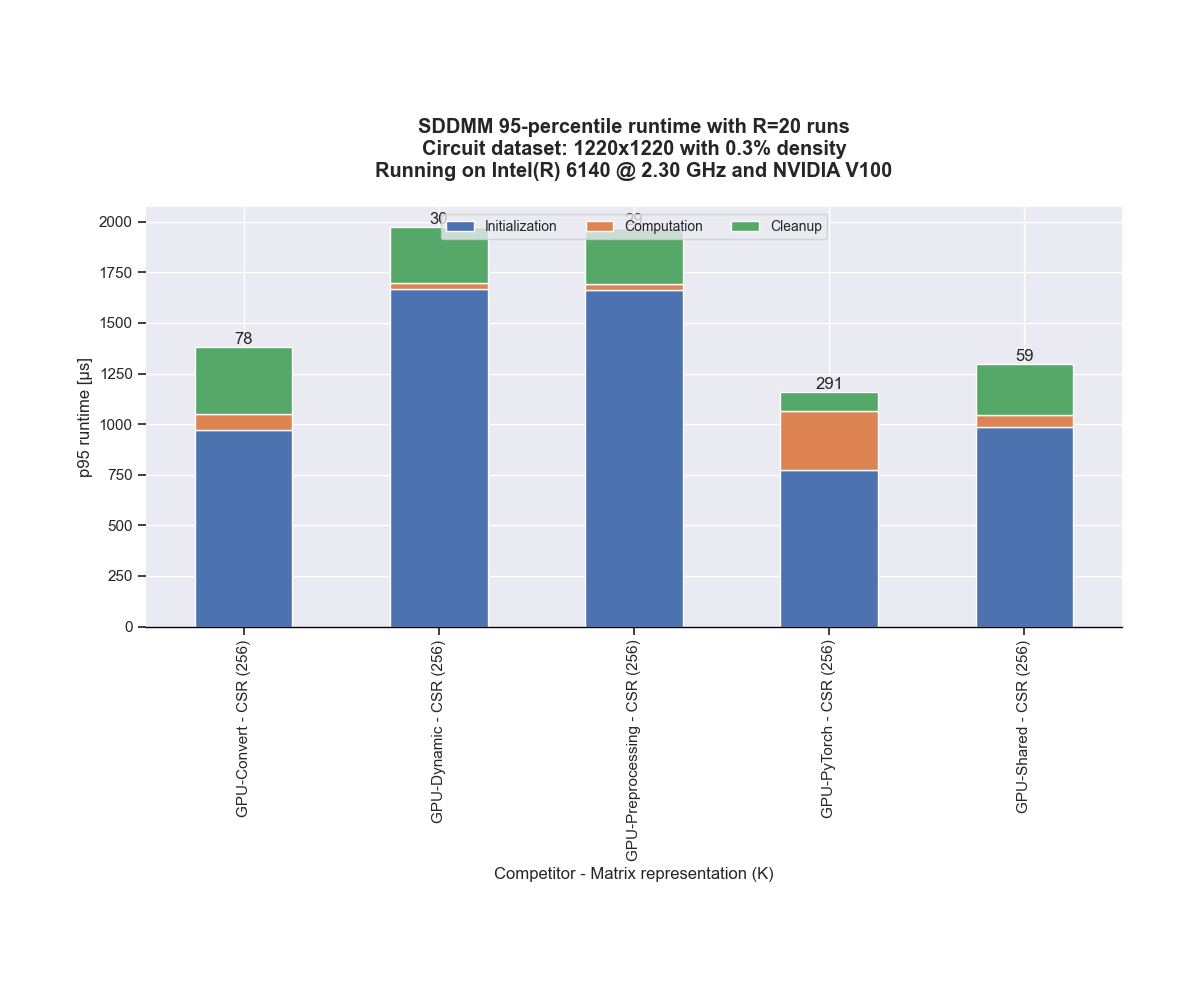 SDDMM 95-percentile runtime with R=20 runs
Circuit dataset: 1220x1220 with 0.3% density
Running on Intel(R) 6140 @ 2.30 GHz and NVIDIA V100
Initialization Computation Cleanup
30
29
78
291
59
2000
1750
1500
1250
1000
750
500
250
0
p95 runtime [µs]
GPU-Convert - CSR (256)
GPU-Dynamic - CSR (256)
GPU-Preprocessing - CSR (256)
GPU-PyTorch - CSR (256)
GPU-Shared - CSR (256)
Competitor - Matrix representation (K)